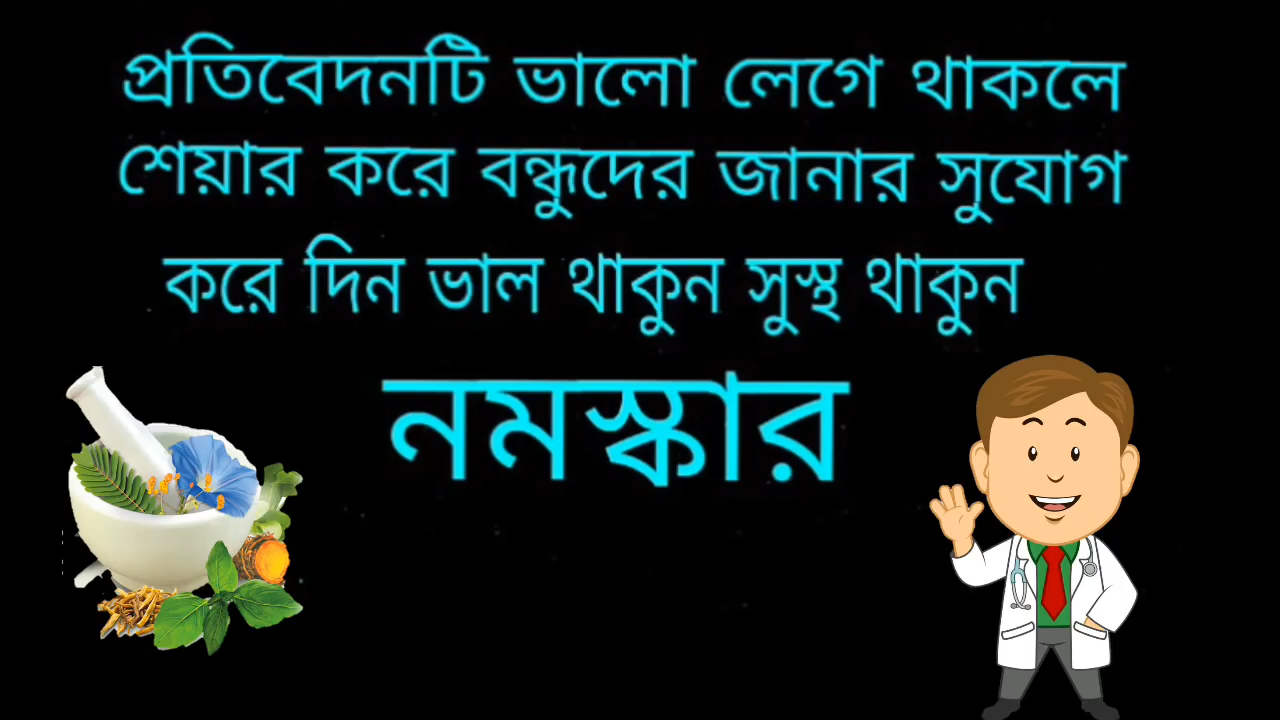 প্রতিবেদনটি ভালো লেগে থাকলে
শেয়ার করে বন্ধুদের জানার সুযোগ
করে দিন ভাল থাকুন সুস্থ থাকুন
নমস্কার